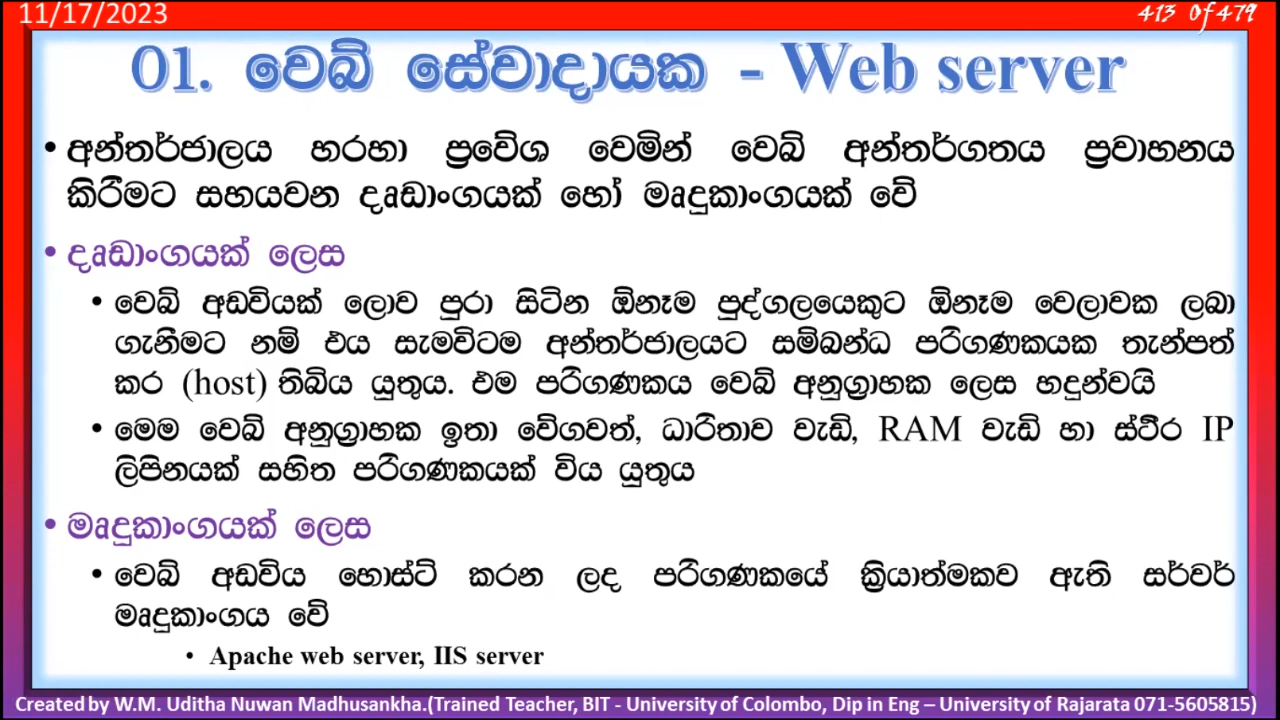 11/17/2023
413 of 479
01. වෙබ් සේවාදායක - Web server
• අන්තර්ජාලය හරහා ප්‍රවේශ වෙමින් වෙබ් අන්තර්ගතය ප්‍රවාහනය
කිරීමට සහයවන දෘඩාංගයක් හෝ මෘදුකාංගයක් වේ
• දෘඩාංගයක් ලෙස
• වෙබ් අඩවියක් ලොව පුරා සිටින ඕනෑම පුද්ගලයෙකුට ඕනෑම වෙලාවක ලබා
ගැනීමට නම් එය සැමවිටම අන්තර්ජාලයට සම්බන්ධ පරිගණකයක තැන්පත්
කර (host) තිබිය යුතුය. එම පරිගණකය වෙබ් අනුග්‍රාහක ලෙස හදුන්වයි
• මෙම වෙබ් අනුග්‍රාහක ඉතා වේගවත්, ධාරිතාව වැඩි, RAM වැඩි හා ස්ථිර IP
ලිපිනයක් සහිත පරිගණකයක් විය යුතුය
• මෘදුකාංගයක් ලෙස
• වෙබ් අඩවිය හොස්ට් කරන ලද පරිගණකයේ ක්‍රියාත්මකව ඇති සර්වර්
මෘදුකාංගය වේ
• Apache web server, IIS server
Created by W.M. Uditha Nuwan Madhusankha.(Trained Teacher, BIT - University of Colombo, Dip in Eng – University of Rajarata 071-5605815)